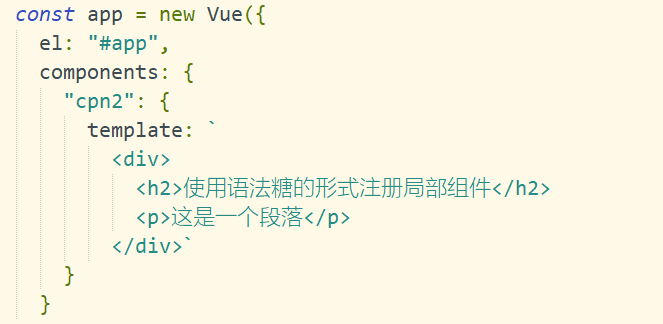 const app = new Vue({
  el: "#app",
  components: {
    "cpn2": {
      template: `
        <div>
          <h2>使用语法糖的形式注册局部组件</h2>
          <p>这是一个段落</p>
        </div>`
    }
  }